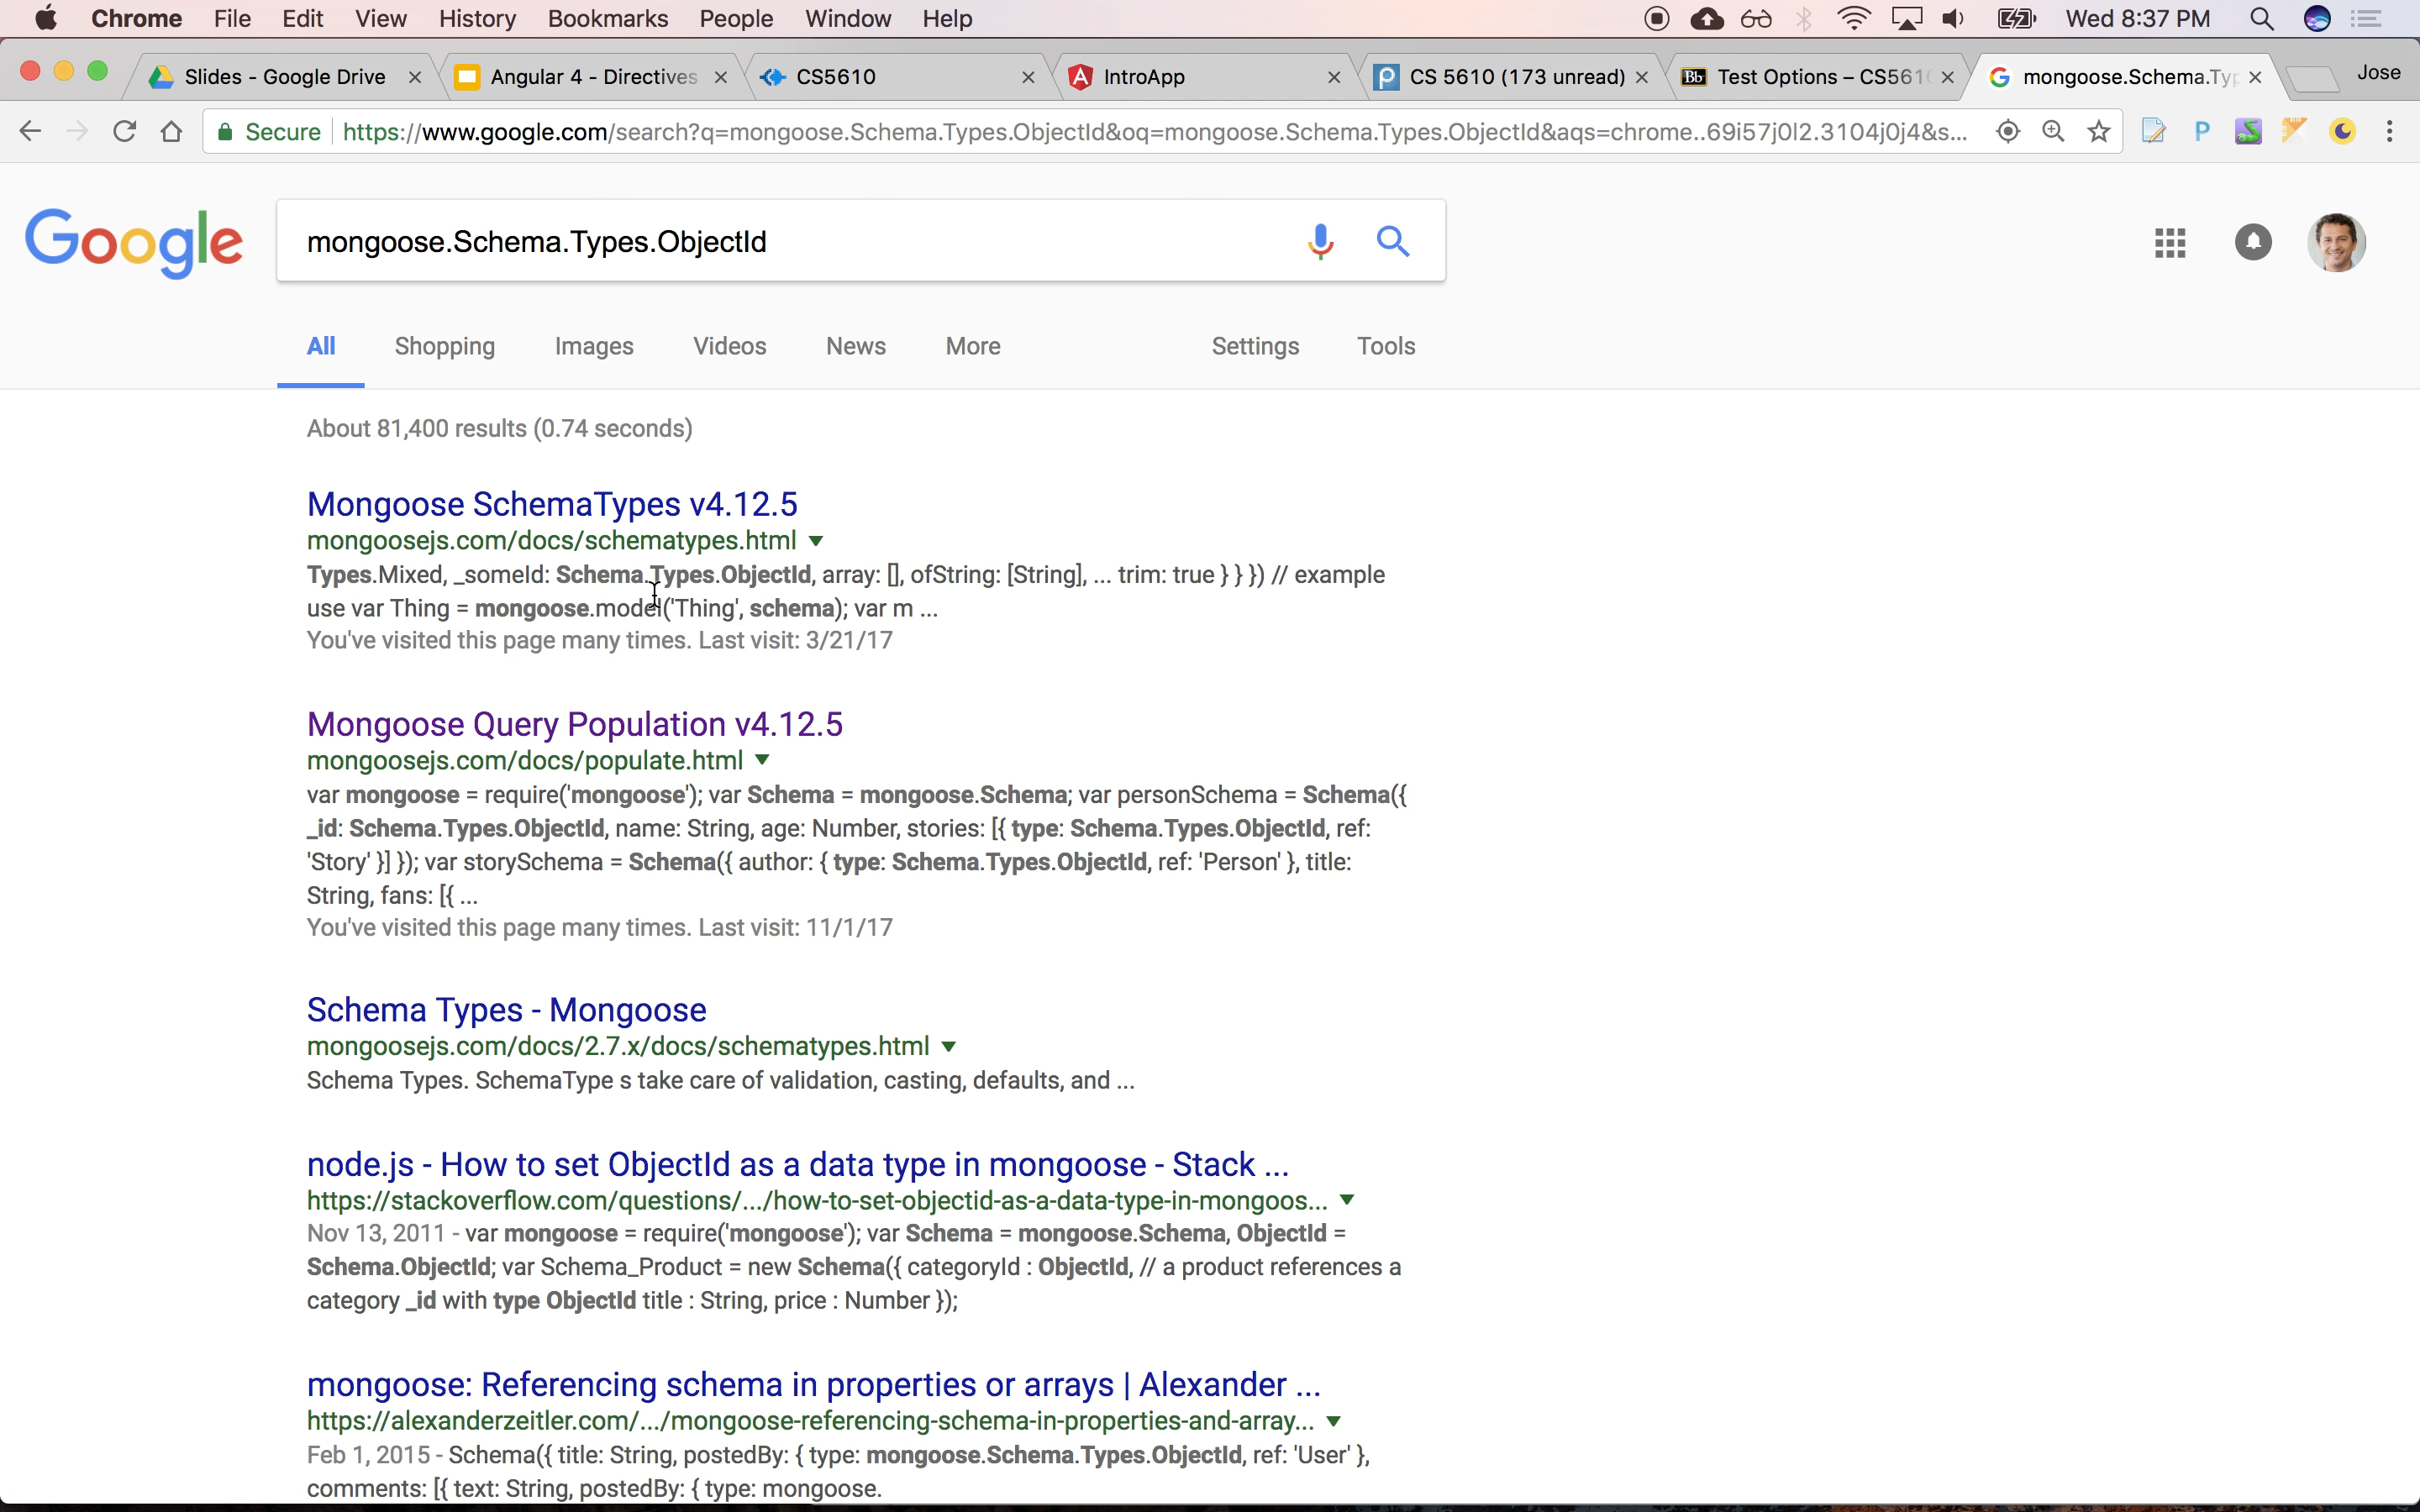 Chrome File Edit View History Bookmarks People Window Help Wed 8:37 PM
Slides - Google Drive Angular 4 - Directives CS5610 IntroApp CS 5610 (173 unread) Test Options – CS561 mongoose.Schema.Typ Jose
Secure https://www.google.com/search?q=mongoose.Schema.Types.ObjectId&oq=mongoose.Schema.Types.ObjectId&aqs=chrome..69i57j0l2.3104j0j4&s...
Google mongoose.Schema.Types.ObjectId
All Shopping Images Videos News More Settings Tools
About 81,400 results (0.74 seconds)
Mongoose SchemaTypes v4.12.5
mongoosejs.com/docs/schematypes.html
Types.Mixed, _someId: Schema.Types.ObjectId, array: [], ofString: [String], ... trim: true } } }) // example
use var Thing = mongoose.model('Thing', schema); var m ...
You've visited this page many times. Last visit: 3/21/17
Mongoose Query Population v4.12.5
mongoosejs.com/docs/populate.html
var mongoose = require('mongoose'); var Schema = mongoose.Schema; var personSchema = Schema({
_id: Schema.Types.ObjectId, name: String, age: Number, stories: [{ type: Schema.Types.ObjectId, ref:
'Story' }] }); var storySchema = Schema({ author: { type: Schema.Types.ObjectId, ref: 'Person' }, title:
String, fans: [{ ...
You've visited this page many times. Last visit: 11/1/17
Schema Types - Mongoose
mongoosejs.com/docs/2.7.x/docs/schematypes.html
Schema Types. SchemaType s take care of validation, casting, defaults, and ...
node.js - How to set ObjectId as a data type in mongoose - Stack ...
https://stackoverflow.com/questions/.../how-to-set-objectid-as-a-data-type-in-mongoos...
Nov 13, 2011 - var mongoose = require('mongoose'); var Schema = mongoose.Schema, ObjectId =
Schema.ObjectId; var Schema_Product = new Schema({ categoryId : ObjectId, // a product references a
category _id with type ObjectId title : String, price : Number });
mongoose: Referencing schema in properties or arrays | Alexander ...
https://alexanderzeitler.com/.../mongoose-referencing-schema-in-properties-and-array...
Feb 1, 2015 - Schema({ title: String, postedBy: { type: mongoose.Schema.Types.ObjectId, ref: 'User' },
comments: [{ text: String, postedBy: { type: mongoose.